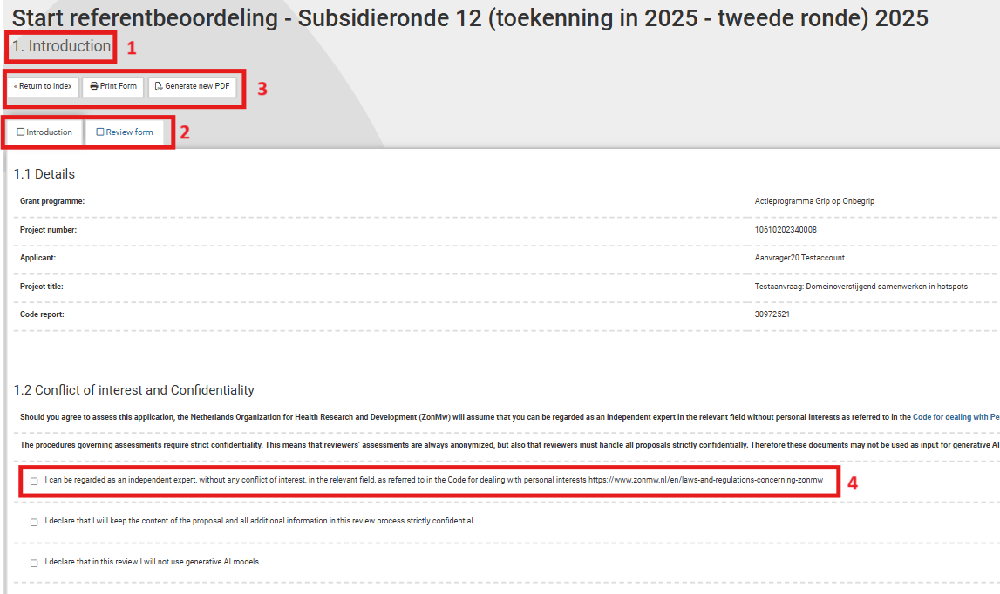 Start referentbeoordeling - Subsidieronde 12 (toekenning in 2025 - tweede ronde) 2025
1. Introduction 1
‹ Return to Index Print Form Generate new PDF 3
Introduction Review form 2
1.1 Details
Grant programme: Actieprogramma Grip op Onbegrip
Project number: 10610202340008
Applicant: Aanvrager20 Testaccount
Project title: Testaanvraag: Domeinoverstijgend samenwerken in hotspots
Code report: 30972521
1.2 Conflict of interest and Confidentiality
Should you agree to assess this application, the Netherlands Organization for Health Research and Development (ZonMw) will assume that you can be regarded as an independent expert in the relevant field without personal interests as referred to in the Code for dealing with Pe
The procedures governing assessments require strict confidentiality. This means that reviewers’ assessments are always anonymized, but also that reviewers must handle all proposals strictly confidentially. Therefore these documents may not be used as input for generative AI
I can be regarded as an independent expert, without any conflict of interest, in the relevant field, as referred to in the Code for dealing with personal interests https://www.zonmw.nl/en/laws-and-regulations-concerning-zonmw 4
I declare that I will keep the content of the proposal and all additional information in this review process strictly confidential.
I declare that in this review I will not use generative AI models.